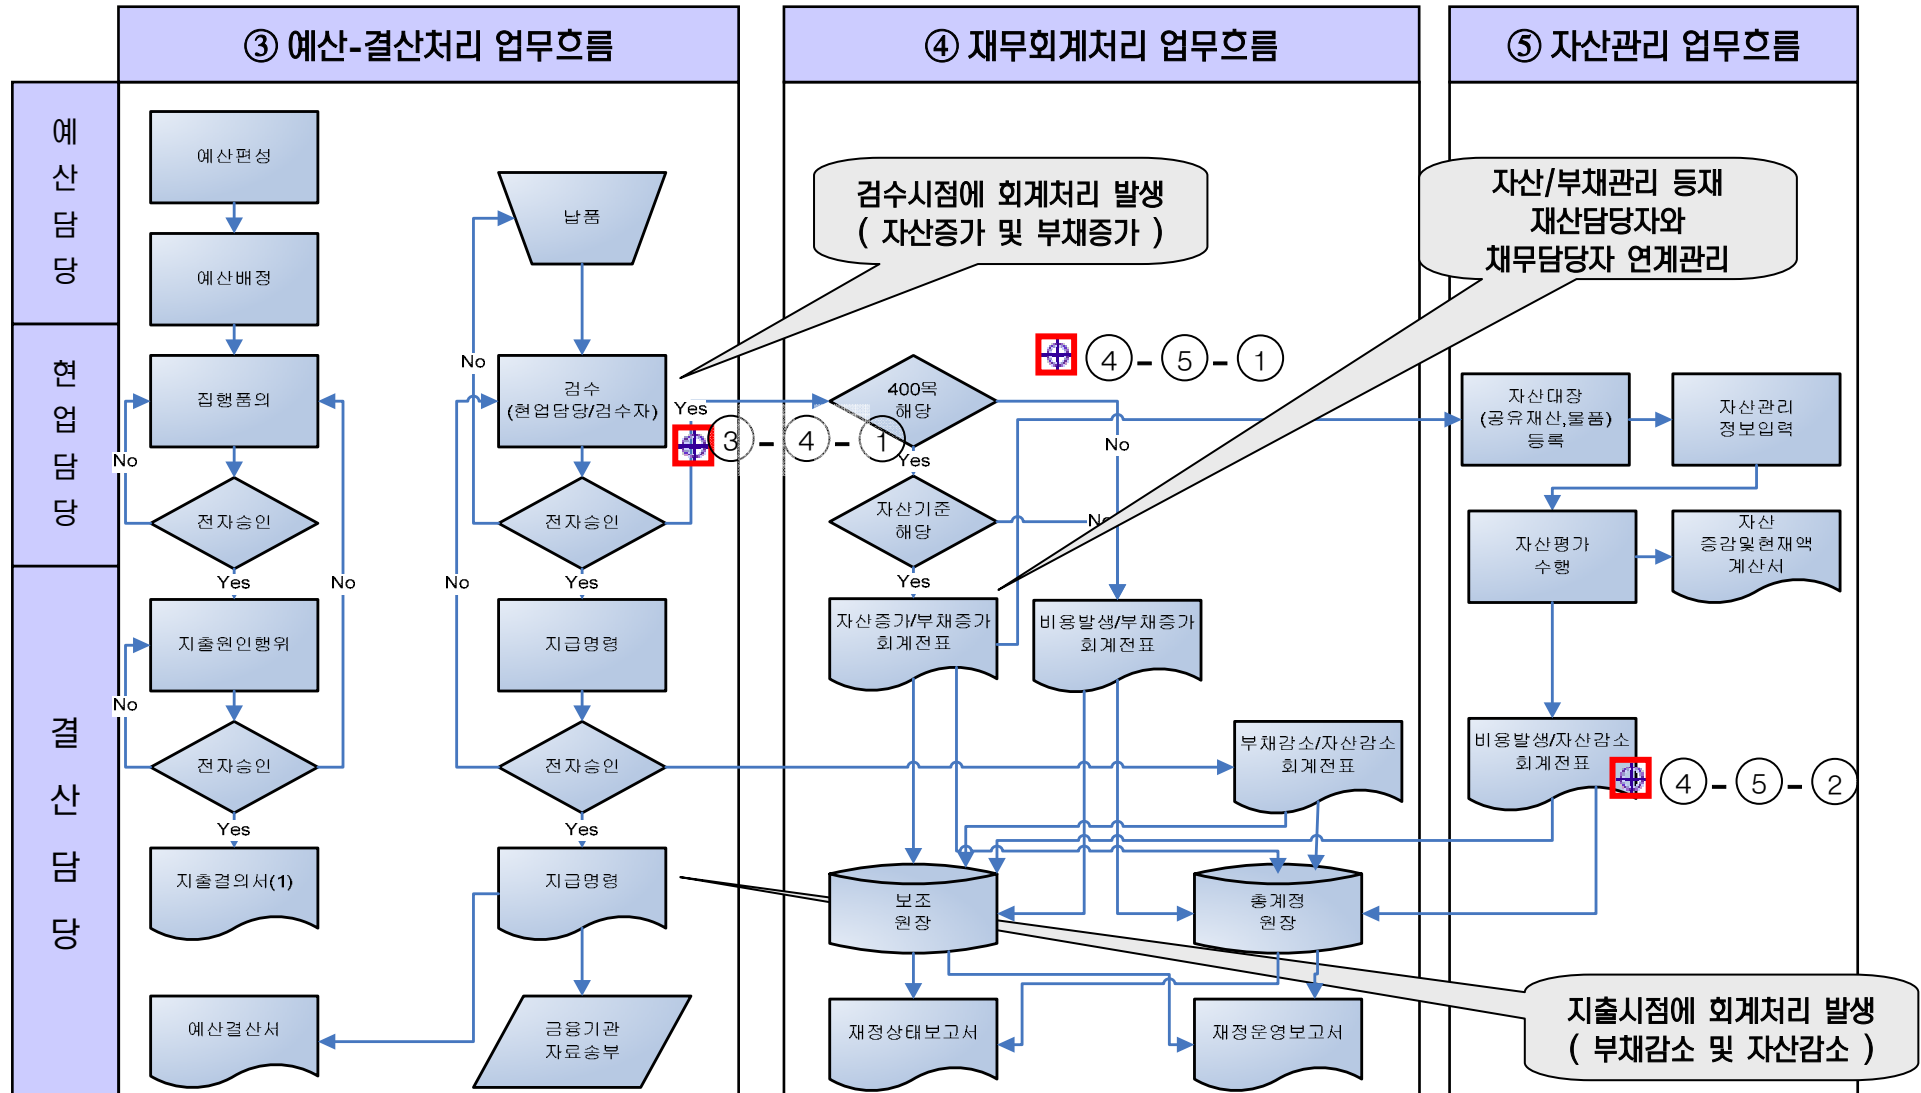 ③ 예산-결산처리 업무흐름
④ 재무회계처리 업무흐름
⑤ 자산관리 업무흐름
예
산
담
당
현
업
담
당
결
산
담
당
예산편성
예산배정
집행품의
No
전자승인
Yes
No
지출원인행위
No
전자승인
Yes
지출결의서(1)
예산결산서
납품
No
검수
(현업담당/검수자)
Yes
③ - ④ - ①
전자승인
No
Yes
지급명령
전자승인
Yes
지급명령
금융기관
자료송부
검수시점에 회계처리 발생
( 자산증가 및 부채증가 )
④ - ⑤ - ①
400목
해당
Yes
No
자산기준
해당
No
Yes
자산증가/부채증가
회계전표
비용발생/부채증가
회계전표
부채감소/자산감소
회계전표
보조
원장
총계정
원장
재정상태보고서
재정운영보고서
자산/부채관리 등재
재산담당자와
채무담당자 연계관리
자산대장
(공유재산,물품)
등록
자산관리
정보입력
자산평가
수행
자산
증감및현재액
계산서
비용발생/자산감소
회계전표
④ - ⑤ - ②
지출시점에 회계처리 발생
( 부채감소 및 자산감소 )